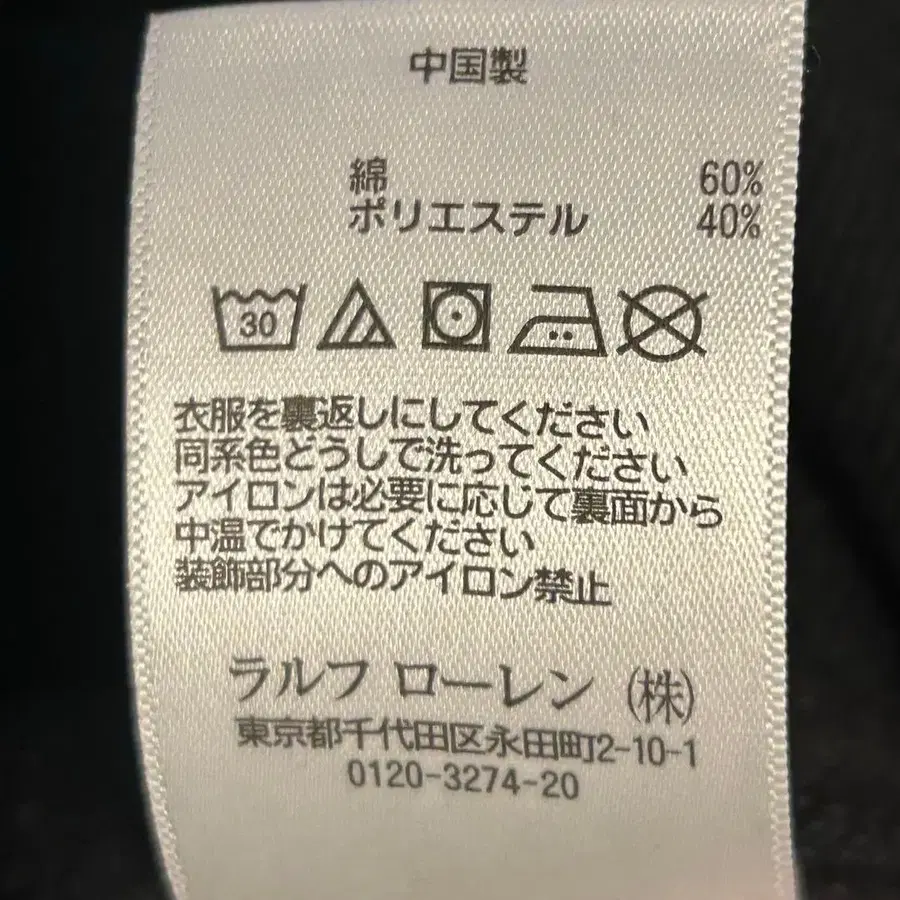 中国製
綿 60%
ポリエステル 40%
30
衣服を裏返しにしてください
同系色どうしで洗ってください
アイロンは必要に応じて裏面から
中温でかけてください
装飾部分へのアイロン禁止
ラルフ ローレン (株)
東京都千代田区永田町2-10-1
0120-3274-20